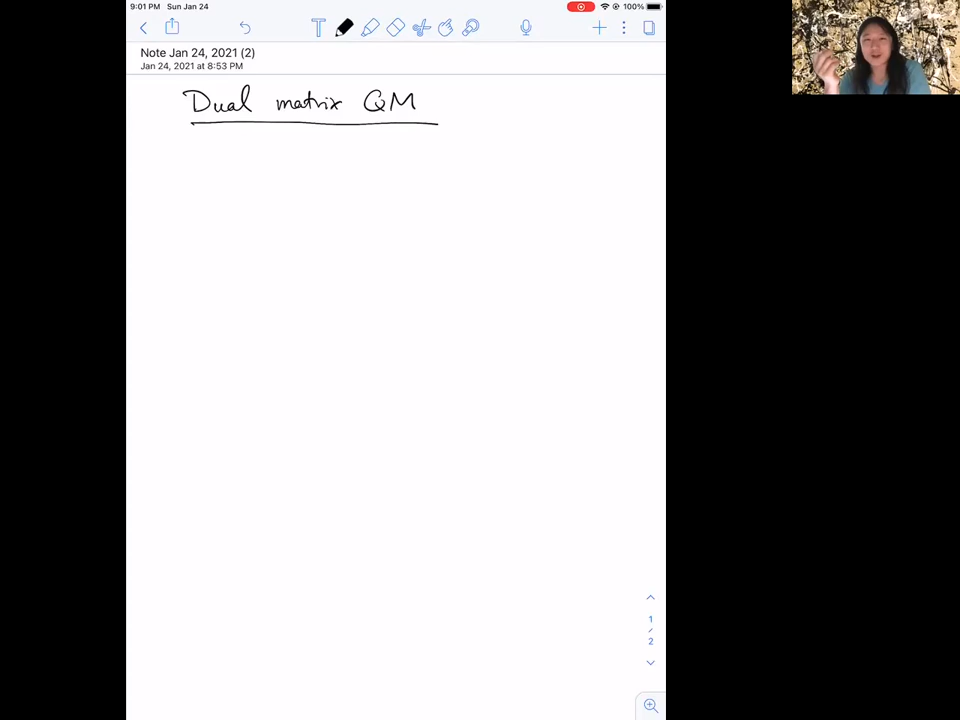 9:01 PM Sun Jan 24 100%
T
Note Jan 24, 2021 (2)
Jan 24, 2021 at 8:53 PM
Dual matrix QM
1
/
2